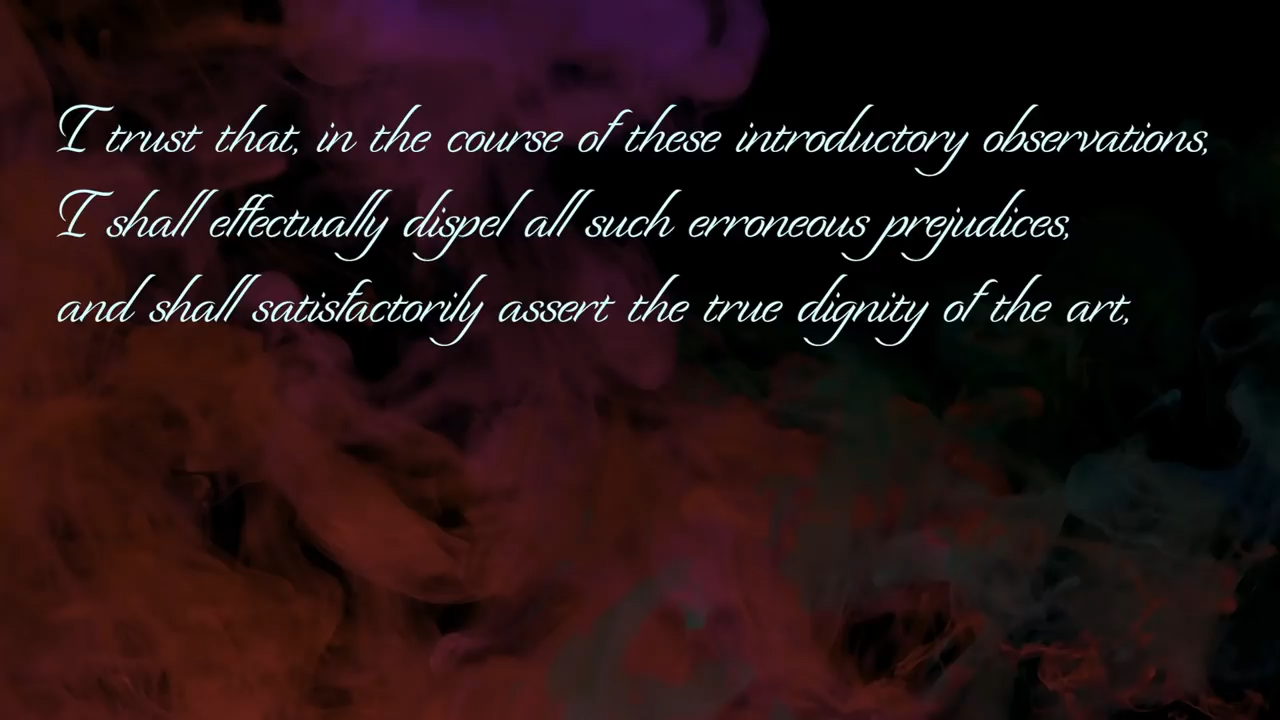 I trust that, in the course of these introductory observations,
I shall effectually dispel all such erroneous prejudices,
and shall satisfactorily assert the true dignity of the art,